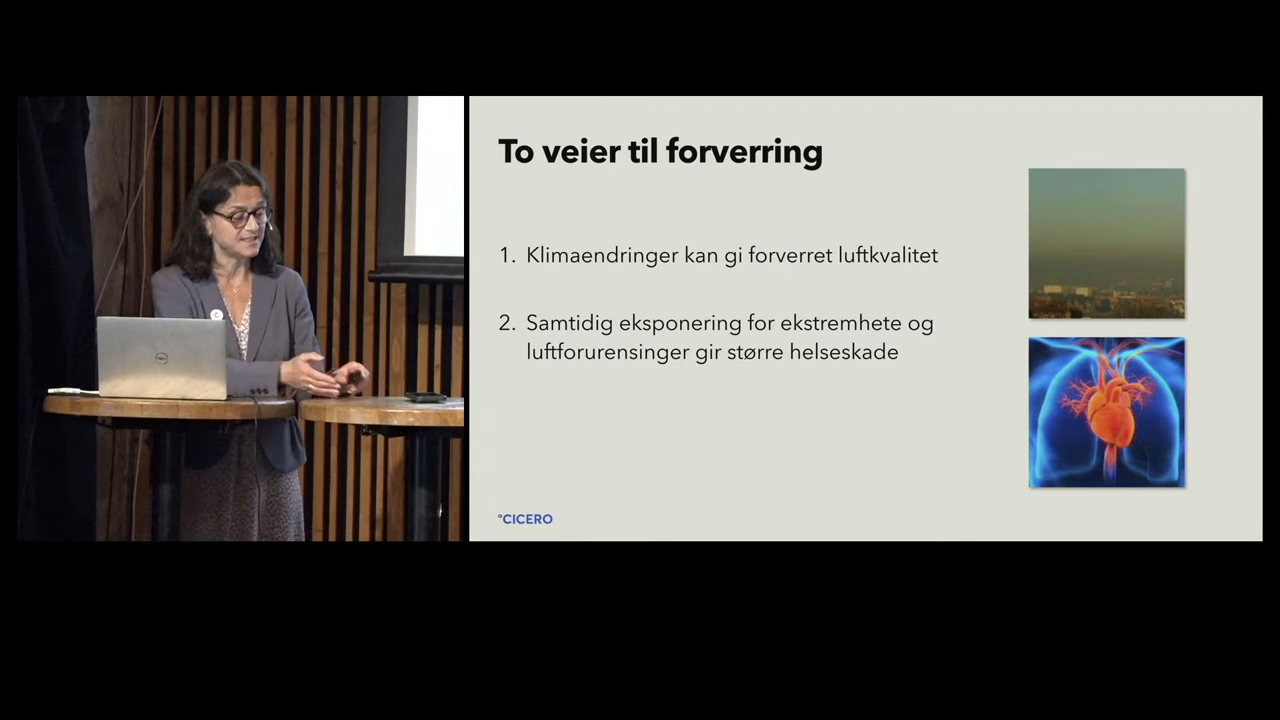 To veier til forverring
1. Klimaendringer kan gi forverret luftkvalitet
2. Samtidig eksponering for ekstremhete og
luftforurensinger gir større helseskade
°CICERO
DELL